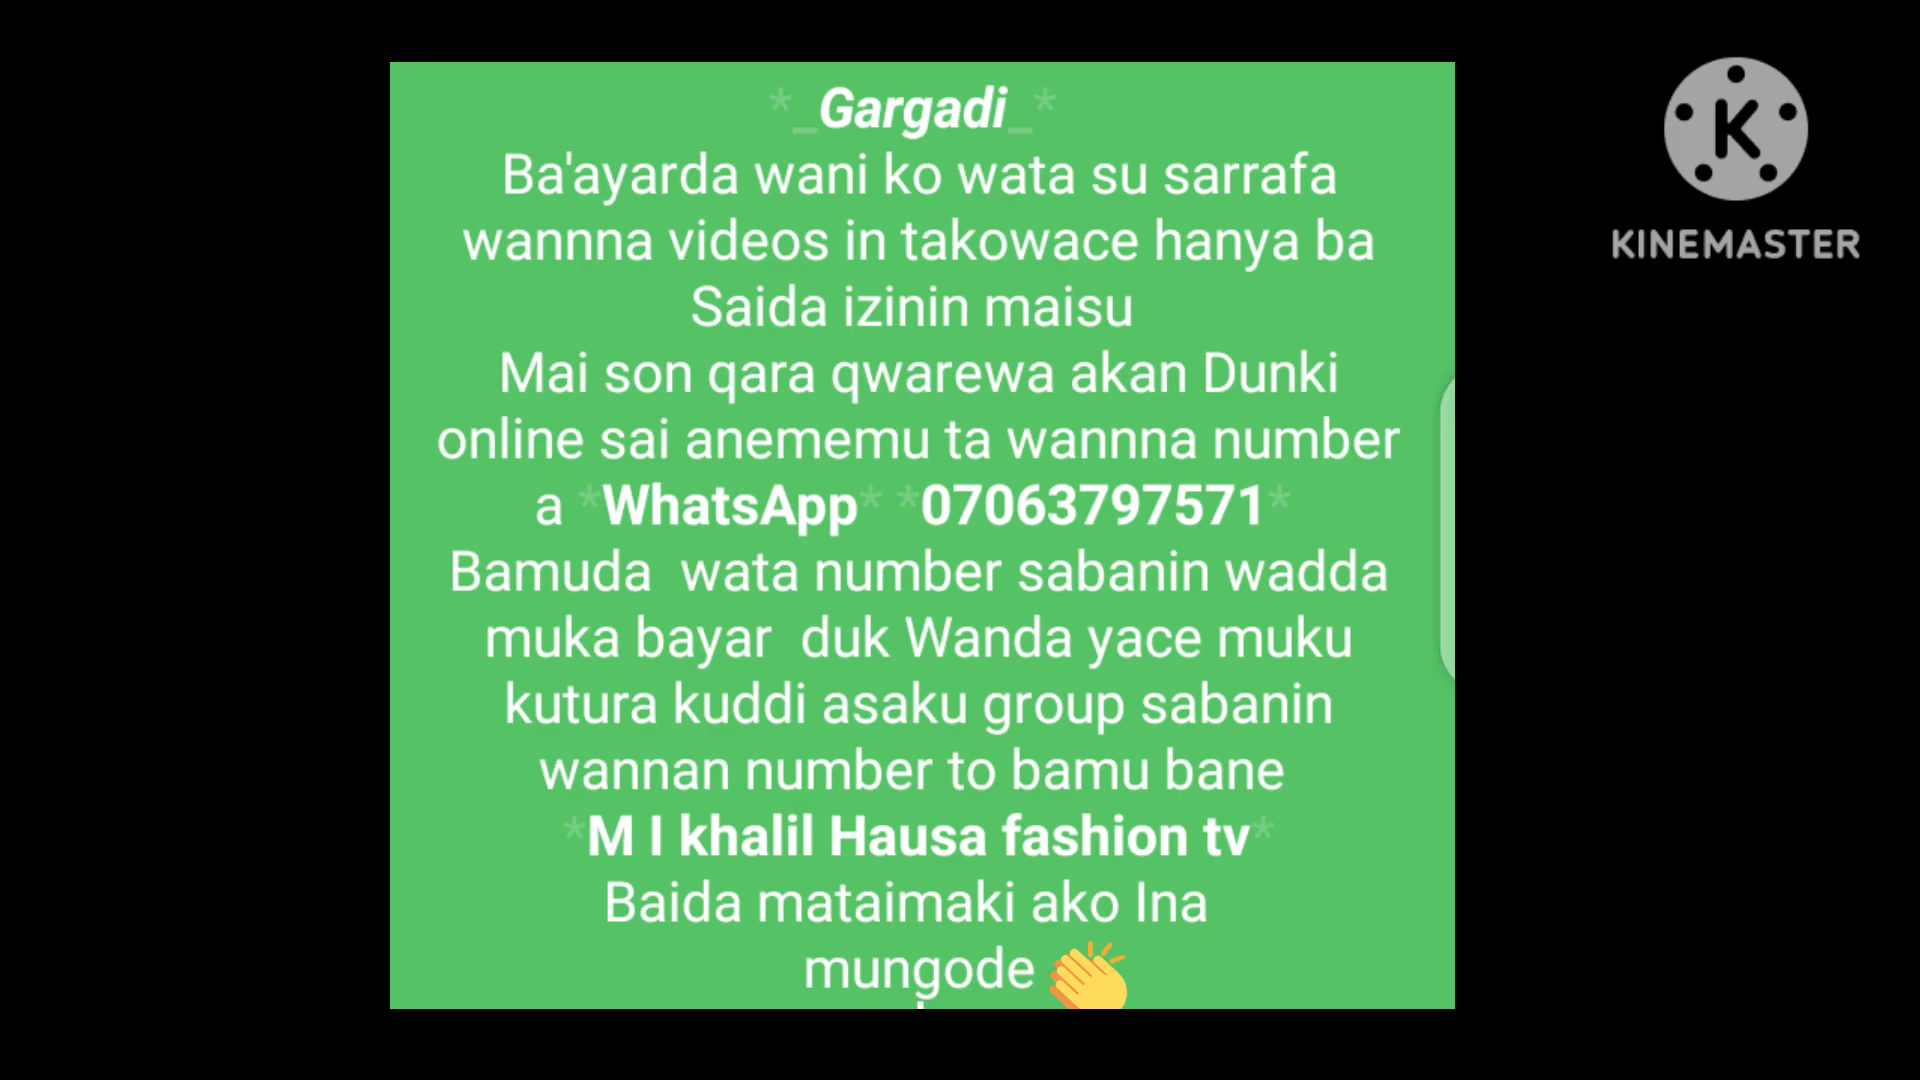 *_Gargadi_*
Ba'ayarda wani ko wata su sarrafa
wannna videos in takowace hanya ba
Saida izinin maisu
Mai son qara qwarewa akan Dunki
online sai anememu ta wannna number
a *WhatsApp* *07063797571*
Bamuda  wata number sabanin wadda
muka bayar  duk Wanda yace muku
kutura kuddi asaku group sabanin
wannan number to bamu bane
*M I khalil Hausa fashion tv*
Baida mataimaki ako Ina
mungode 👏
K
KINEMASTER